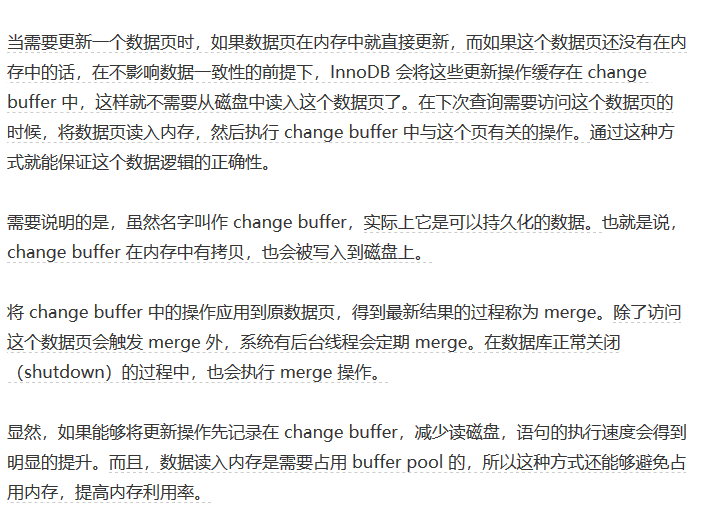 当需要更新一个数据页时，如果数据页在内存中就直接更新，而如果这个数据页还没有在内
存中的话，在不影响数据一致性的前提下，InnoDB 会将这些更新操作缓存在 change
buffer 中，这样就不需要从磁盘中读入这个数据页了。在下次查询需要访问这个数据页的
时候，将数据页读入内存，然后执行 change buffer 中与这个页有关的操作。通过这种方
式就能保证这个数据逻辑的正确性。
需要说明的是，虽然名字叫作 change buffer，实际上它是可以持久化的数据。也就是说，
change buffer 在内存中有拷贝，也会被写入到磁盘上。
将 change buffer 中的操作应用到原数据页，得到最新结果的过程称为 merge。除了访问
这个数据页会触发 merge 外，系统有后台线程会定期 merge。在数据库正常关闭
（shutdown）的过程中，也会执行 merge 操作。
显然，如果能够将更新操作先记录在 change buffer，减少读磁盘，语句的执行速度会得到
明显的提升。而且，数据读入内存是需要占用 buffer pool 的，所以这种方式还能够避免占
用内存，提高内存利用率。